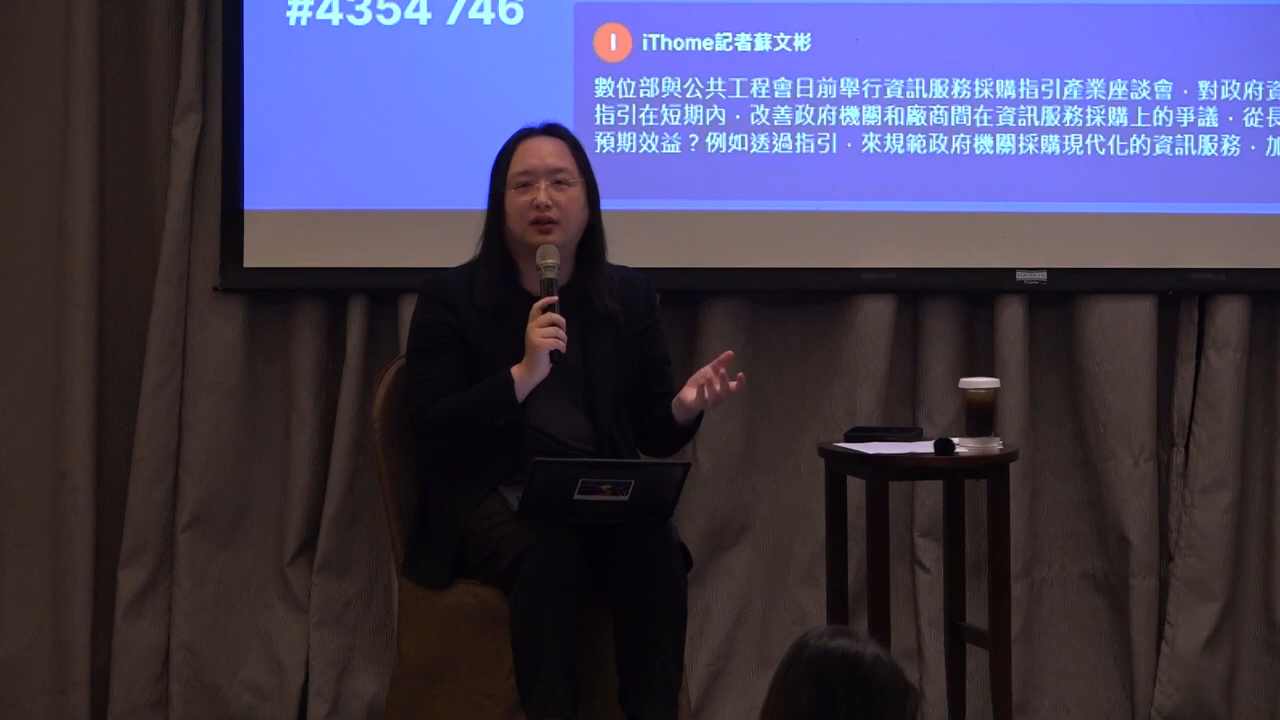 #4354 746
I iThome記者蘇文彬
數位部與公共工程會日前舉行資訊服務採購指引產業座談會，對政府資
指引在短期內，改善政府機關和廠商間在資訊服務採購上的爭議，從長
預期效益？例如透過指引，來規範政府機關採購現代化的資訊服務，加